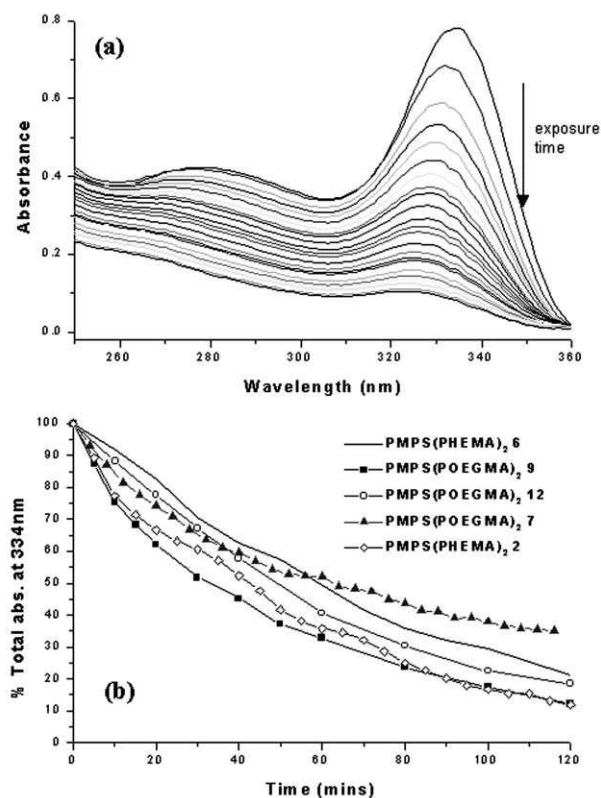 (a)
0.8
0.6
0.4
0.2
0.0
Absorbance
exposure
time
260 280 300 320 340 360
Wavelength (nm)
100
90
80
70
60
50
40
30
20
10
0
% Total abs. at 334nm
PMPS(PHEMA)₂ 6
PMPS(POEGMA)₂ 9
PMPS(POEGMA)₂ 12
PMPS(POEGMA)₂ 7
PMPS(PHEMA)₂ 2
(b)
0 20 40 60 80 100 120
Time (mins)